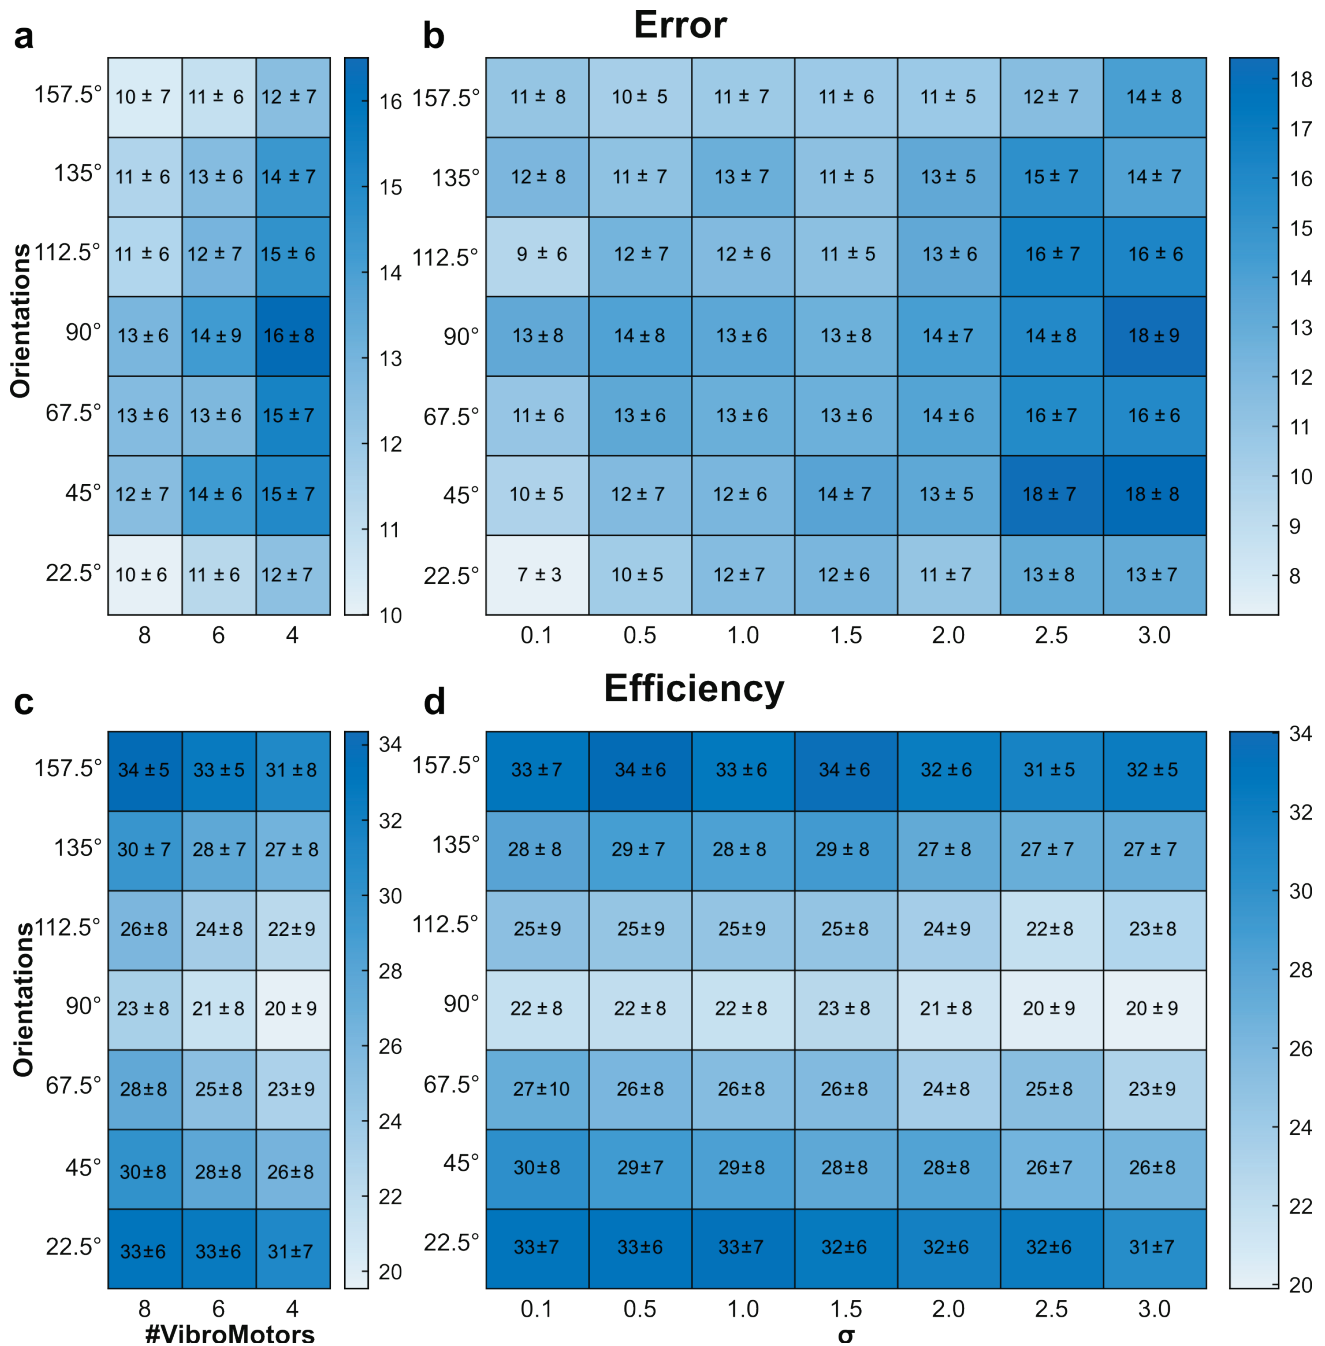 Error
a
157.5° 10 ± 7 11 ± 6 12 ± 7
135° 11 ± 6 13 ± 6 14 ± 7
112.5° 11 ± 6 12 ± 7 15 ± 6
90° 13 ± 6 14 ± 9 16 ± 8
67.5° 13 ± 6 13 ± 6 15 ± 7
45° 12 ± 7 14 ± 6 15 ± 7
22.5° 10 ± 6 11 ± 6 12 ± 7
8 6 4
Orientations
16
15
14
13
12
11
10
b
157.5° 11 ± 8 10 ± 5 11 ± 7 11 ± 6 11 ± 5 12 ± 7 14 ± 8
135° 12 ± 8 11 ± 7 13 ± 7 11 ± 5 13 ± 5 15 ± 7 14 ± 7
112.5° 9 ± 6 12 ± 7 12 ± 6 11 ± 5 13 ± 6 16 ± 7 16 ± 6
90° 13 ± 8 14 ± 8 13 ± 6 13 ± 8 14 ± 7 14 ± 8 18 ± 9
67.5° 11 ± 6 13 ± 6 13 ± 6 13 ± 6 14 ± 6 16 ± 7 16 ± 6
45° 10 ± 5 12 ± 7 12 ± 6 14 ± 7 13 ± 5 18 ± 7 18 ± 8
22.5° 7 ± 3 10 ± 5 12 ± 7 12 ± 6 11 ± 7 13 ± 8 13 ± 7
0.1 0.5 1.0 1.5 2.0 2.5 3.0
18
17
16
15
14
13
12
11
10
9
8
Efficiency
c
157.5° 34 ± 5 33 ± 5 31 ± 8
135° 30 ± 7 28 ± 7 27 ± 8
112.5° 26 ± 8 24 ± 8 22 ± 9
90° 23 ± 8 21 ± 8 20 ± 9
67.5° 28 ± 8 25 ± 8 23 ± 9
45° 30 ± 8 28 ± 8 26 ± 8
22.5° 33 ± 6 33 ± 6 31 ± 7
8 6 4
#VibroMotors
Orientations
34
32
30
28
26
24
22
20
d
157.5° 33 ± 7 34 ± 6 33 ± 6 34 ± 6 32 ± 6 31 ± 5 32 ± 5
135° 28 ± 8 29 ± 7 28 ± 8 29 ± 8 27 ± 8 27 ± 7 27 ± 7
112.5° 25 ± 9 25 ± 9 25 ± 9 25 ± 8 24 ± 9 22 ± 8 23 ± 8
90° 22 ± 8 22 ± 8 22 ± 8 23 ± 8 21 ± 8 20 ± 9 20 ± 9
67.5° 27 ± 10 26 ± 8 26 ± 8 26 ± 8 24 ± 8 25 ± 8 23 ± 9
45° 30 ± 8 29 ± 7 29 ± 8 28 ± 8 28 ± 8 26 ± 7 26 ± 8
22.5° 33 ± 7 33 ± 6 33 ± 7 32 ± 6 32 ± 6 32 ± 6 31 ± 7
0.1 0.5 1.0 1.5 2.0 2.5 3.0
σ
34
32
30
28
26
24
22
20